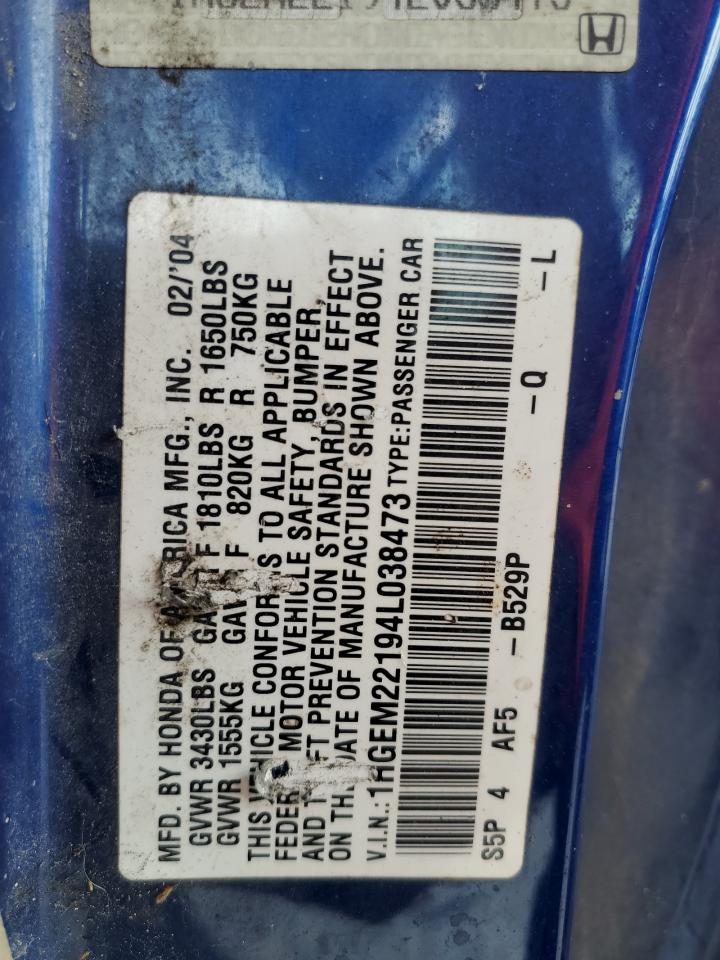 MFD. BY HONDA OF AMERICA MFG., INC. 02/'04
GVWR 3430LBS GAWR F 1810LBS R 1650LBS
GVWR 1555KG GAWR F 820KG R 750KG
THIS VEHICLE CONFORMS TO ALL APPLICABLE
FEDERAL MOTOR VEHICLE SAFETY, BUMPER,
AND THEFT PREVENTION STANDARDS IN EFFECT
ON THE DATE OF MANUFACTURE SHOWN ABOVE.
V.I.N.: 1HGEM22194L038473 TYPE:PASSENGER CAR
S5P 4 AF5 -B529P -Q -L